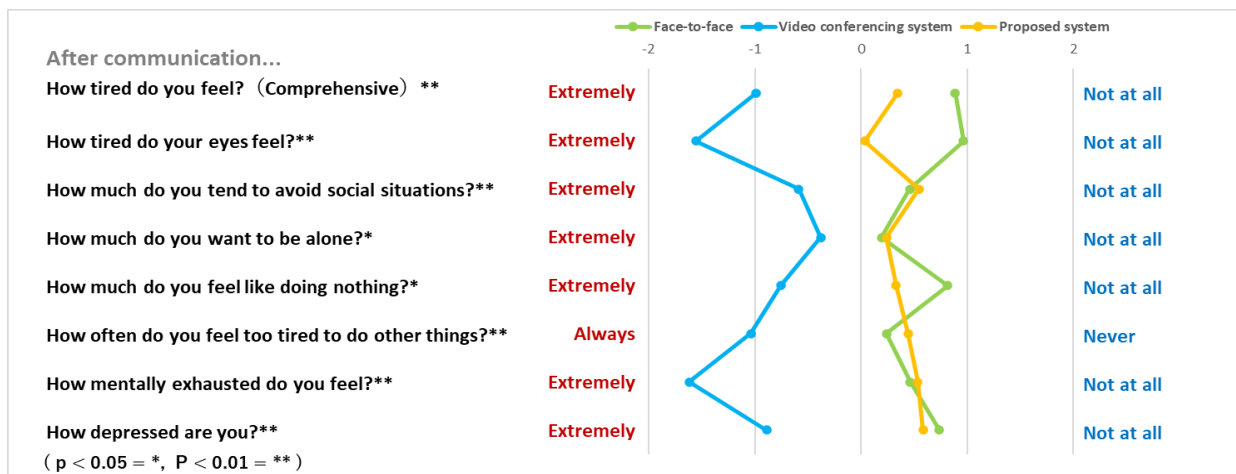 Face-to-face Video conferencing system Proposed system
-2 -1 0 1 2
After communication...
How tired do you feel?（Comprehensive）** Extremely Not at all
How tired do your eyes feel?** Extremely Not at all
How much do you tend to avoid social situations?** Extremely Not at all
How much do you want to be alone?* Extremely Not at all
How much do you feel like doing nothing?* Extremely Not at all
How often do you feel too tired to do other things?** Always Never
How mentally exhausted do you feel?** Extremely Not at all
How depressed are you?** Extremely Not at all
( p < 0.05 = *, P < 0.01 = ** )